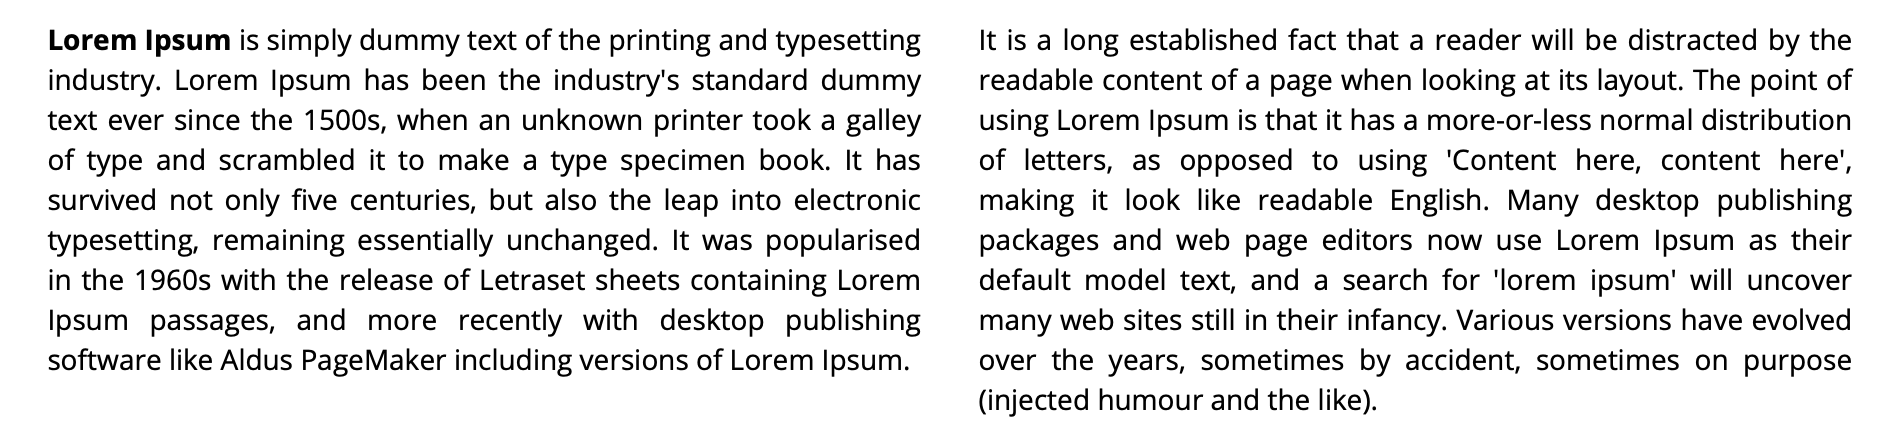 Lorem Ipsum is simply dummy text of the printing and typesetting
industry. Lorem Ipsum has been the industry's standard dummy
text ever since the 1500s, when an unknown printer took a galley
of type and scrambled it to make a type specimen book. It has
survived not only five centuries, but also the leap into electronic
typesetting, remaining essentially unchanged. It was popularised
in the 1960s with the release of Letraset sheets containing Lorem
Ipsum passages, and more recently with desktop publishing
software like Aldus PageMaker including versions of Lorem Ipsum.
It is a long established fact that a reader will be distracted by the
readable content of a page when looking at its layout. The point of
using Lorem Ipsum is that it has a more-or-less normal distribution
of letters, as opposed to using 'Content here, content here',
making it look like readable English. Many desktop publishing
packages and web page editors now use Lorem Ipsum as their
default model text, and a search for 'lorem ipsum' will uncover
many web sites still in their infancy. Various versions have evolved
over the years, sometimes by accident, sometimes on purpose
(injected humour and the like).